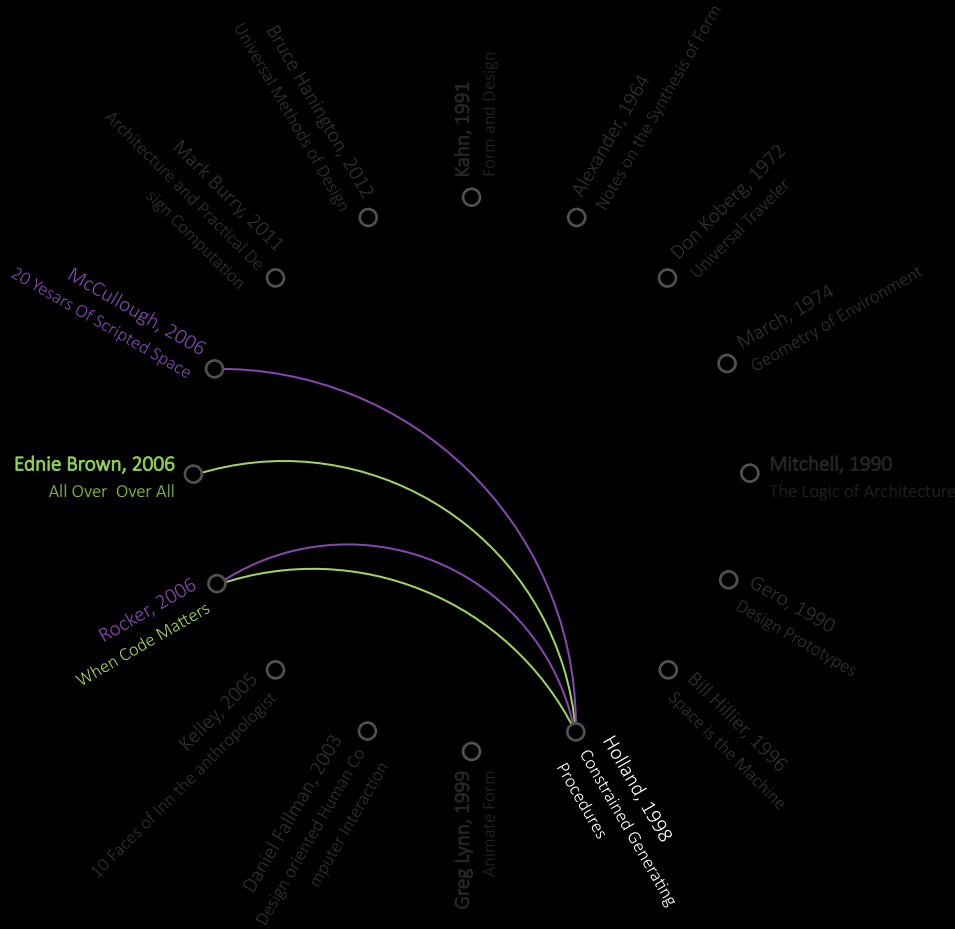 Kahn, 1991
Form and Design
Alexander, 1964
Notes on the Synthesis of Form
Don Koberg, 1972
Universal Traveler
March, 1974
Geometry of Environment
Mitchell, 1990
The Logic of Architecture
Gero, 1990
Design Prototypes
Bill Hillier, 1996
Space is the Machine
Holland, 1998
Constrained Generating
Procedures
Greg Lynn, 1999
Animate Form
Daniel Fallman, 2003
Design oriented Human Co
mputer Interaction
Kelley, 2005
10 Faces of Inn the anthropologist
Rocker, 2006
When Code Matters
Ednie Brown, 2006
All Over  Over All
McCullough, 2006
20 Yesars Of Scripted Space
Mark Burry, 2011
Architecture and Practical De
sign Computation
Bruce Hanington, 2012
Universal Methods of Design